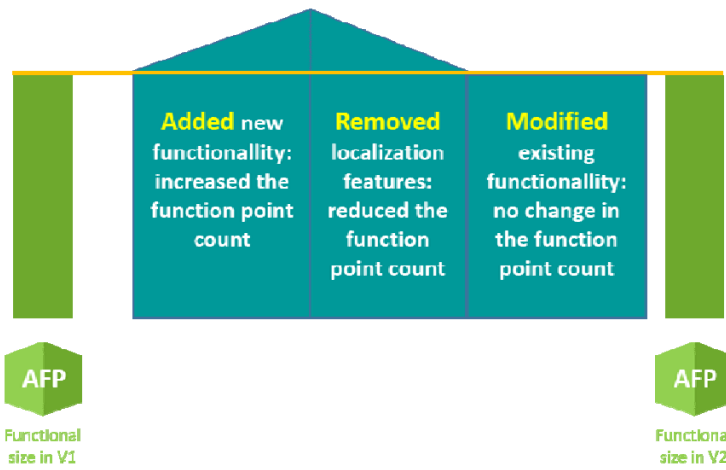 Added new
functionallity:
increased the
function point
count
Removed
localization
features:
reduced the
function
point count
Modified
existing
functionallity:
no change in
the function
point count
AFP
Functional
size in V1
AFP
Functiona
size in V2